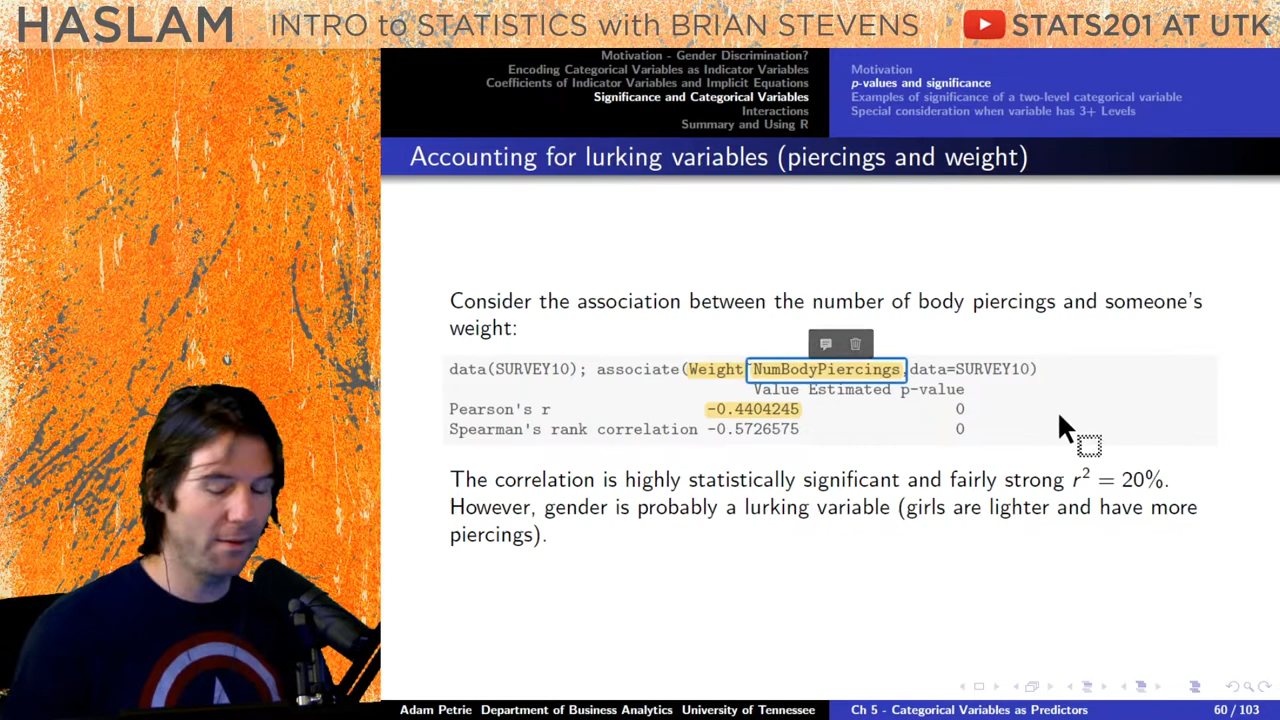 HASLAM INTRO to STATISTICS with BRIAN STEVENS STATS201 AT UTK
Motivation - Gender Discrimination?
Encoding Categorical Variables as Indicator Variables
Coefficients of Indicator Variables and Implicit Equations
Significance and Categorical Variables
Interactions
Summary and Using R
Motivation
p-values and significance
Examples of significance of a two-level categorical variable
Special consideration when variable has 3+ Levels
Accounting for lurking variables (piercings and weight)
Consider the association between the number of body piercings and someone's
weight:
data(SURVEY10); associate(Weight~NumBodyPiercings,data=SURVEY10)
Value Estimated p-value
Pearson's r -0.4404245 0
Spearman's rank correlation -0.5726575 0
The correlation is highly statistically significant and fairly strong r² = 20%.
However, gender is probably a lurking variable (girls are lighter and have more
piercings).
Adam Petrie Department of Business Analytics University of Tennessee Ch 5 - Categorical Variables as Predictors 60 / 103